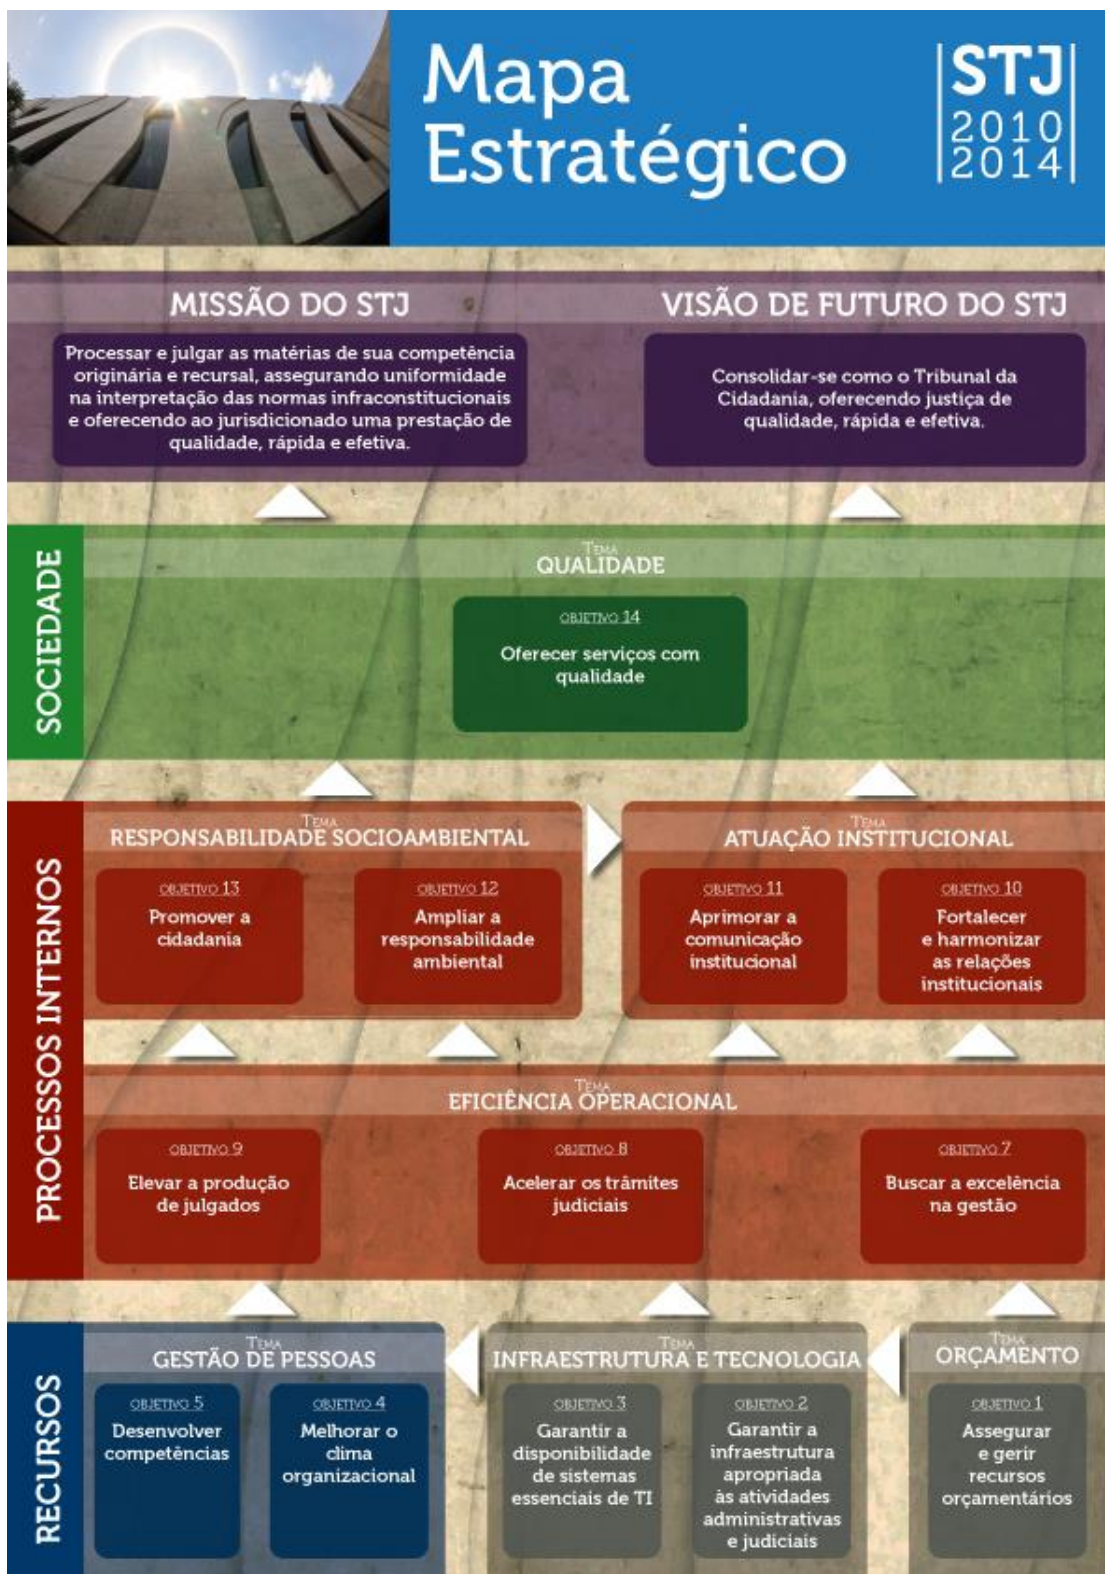 Mapa
Estratégico
STJ
2010
2014
MISSÃO DO STJ
Processar e julgar as matérias de sua competência
originária e recursal, assegurando uniformidade
na interpretação das normas infraconstitucionais
e oferecendo ao jurisdicionado uma prestação de
qualidade, rápida e efetiva.
VISÃO DE FUTURO DO STJ
Consolidar-se como o Tribunal da
Cidadania, oferecendo justiça de
qualidade, rápida e efetiva.
SOCIEDADE
TEMA
QUALIDADE
OBJETIVO 14
Oferecer serviços com
qualidade
PROCESSOS INTERNOS
TEMA
RESPONSABILIDADE SOCIOAMBIENTAL
OBJETIVO 13
Promover a
cidadania
OBJETIVO 12
Ampliar a
responsabilidade
ambiental
TEMA
ATUAÇÃO INSTITUCIONAL
OBJETIVO 11
Aprimorar a
comunicação
institucional
OBJETIVO 10
Fortalecer
e harmonizar
as relações
institucionais
TEMA
EFICIÊNCIA OPERACIONAL
OBJETIVO 9
Elevar a produção
de julgados
OBJETIVO 8
Acelerar os trâmites
judiciais
OBJETIVO 7
Buscar a excelência
na gestão
RECURSOS
TEMA
GESTÃO DE PESSOAS
OBJETIVO 5
Desenvolver
competências
OBJETIVO 4
Melhorar o
clima
organizacional
TEMA
INFRAESTRUTURA E TECNOLOGIA
OBJETIVO 3
Garantir a
disponibilidade
de sistemas
essenciais de TI
OBJETIVO 2
Garantir a
infraestrutura
apropriada
às atividades
administrativas
e judiciais
TEMA
ORÇAMENTO
OBJETIVO 1
Assegurar
e gerir
recursos
orçamentários